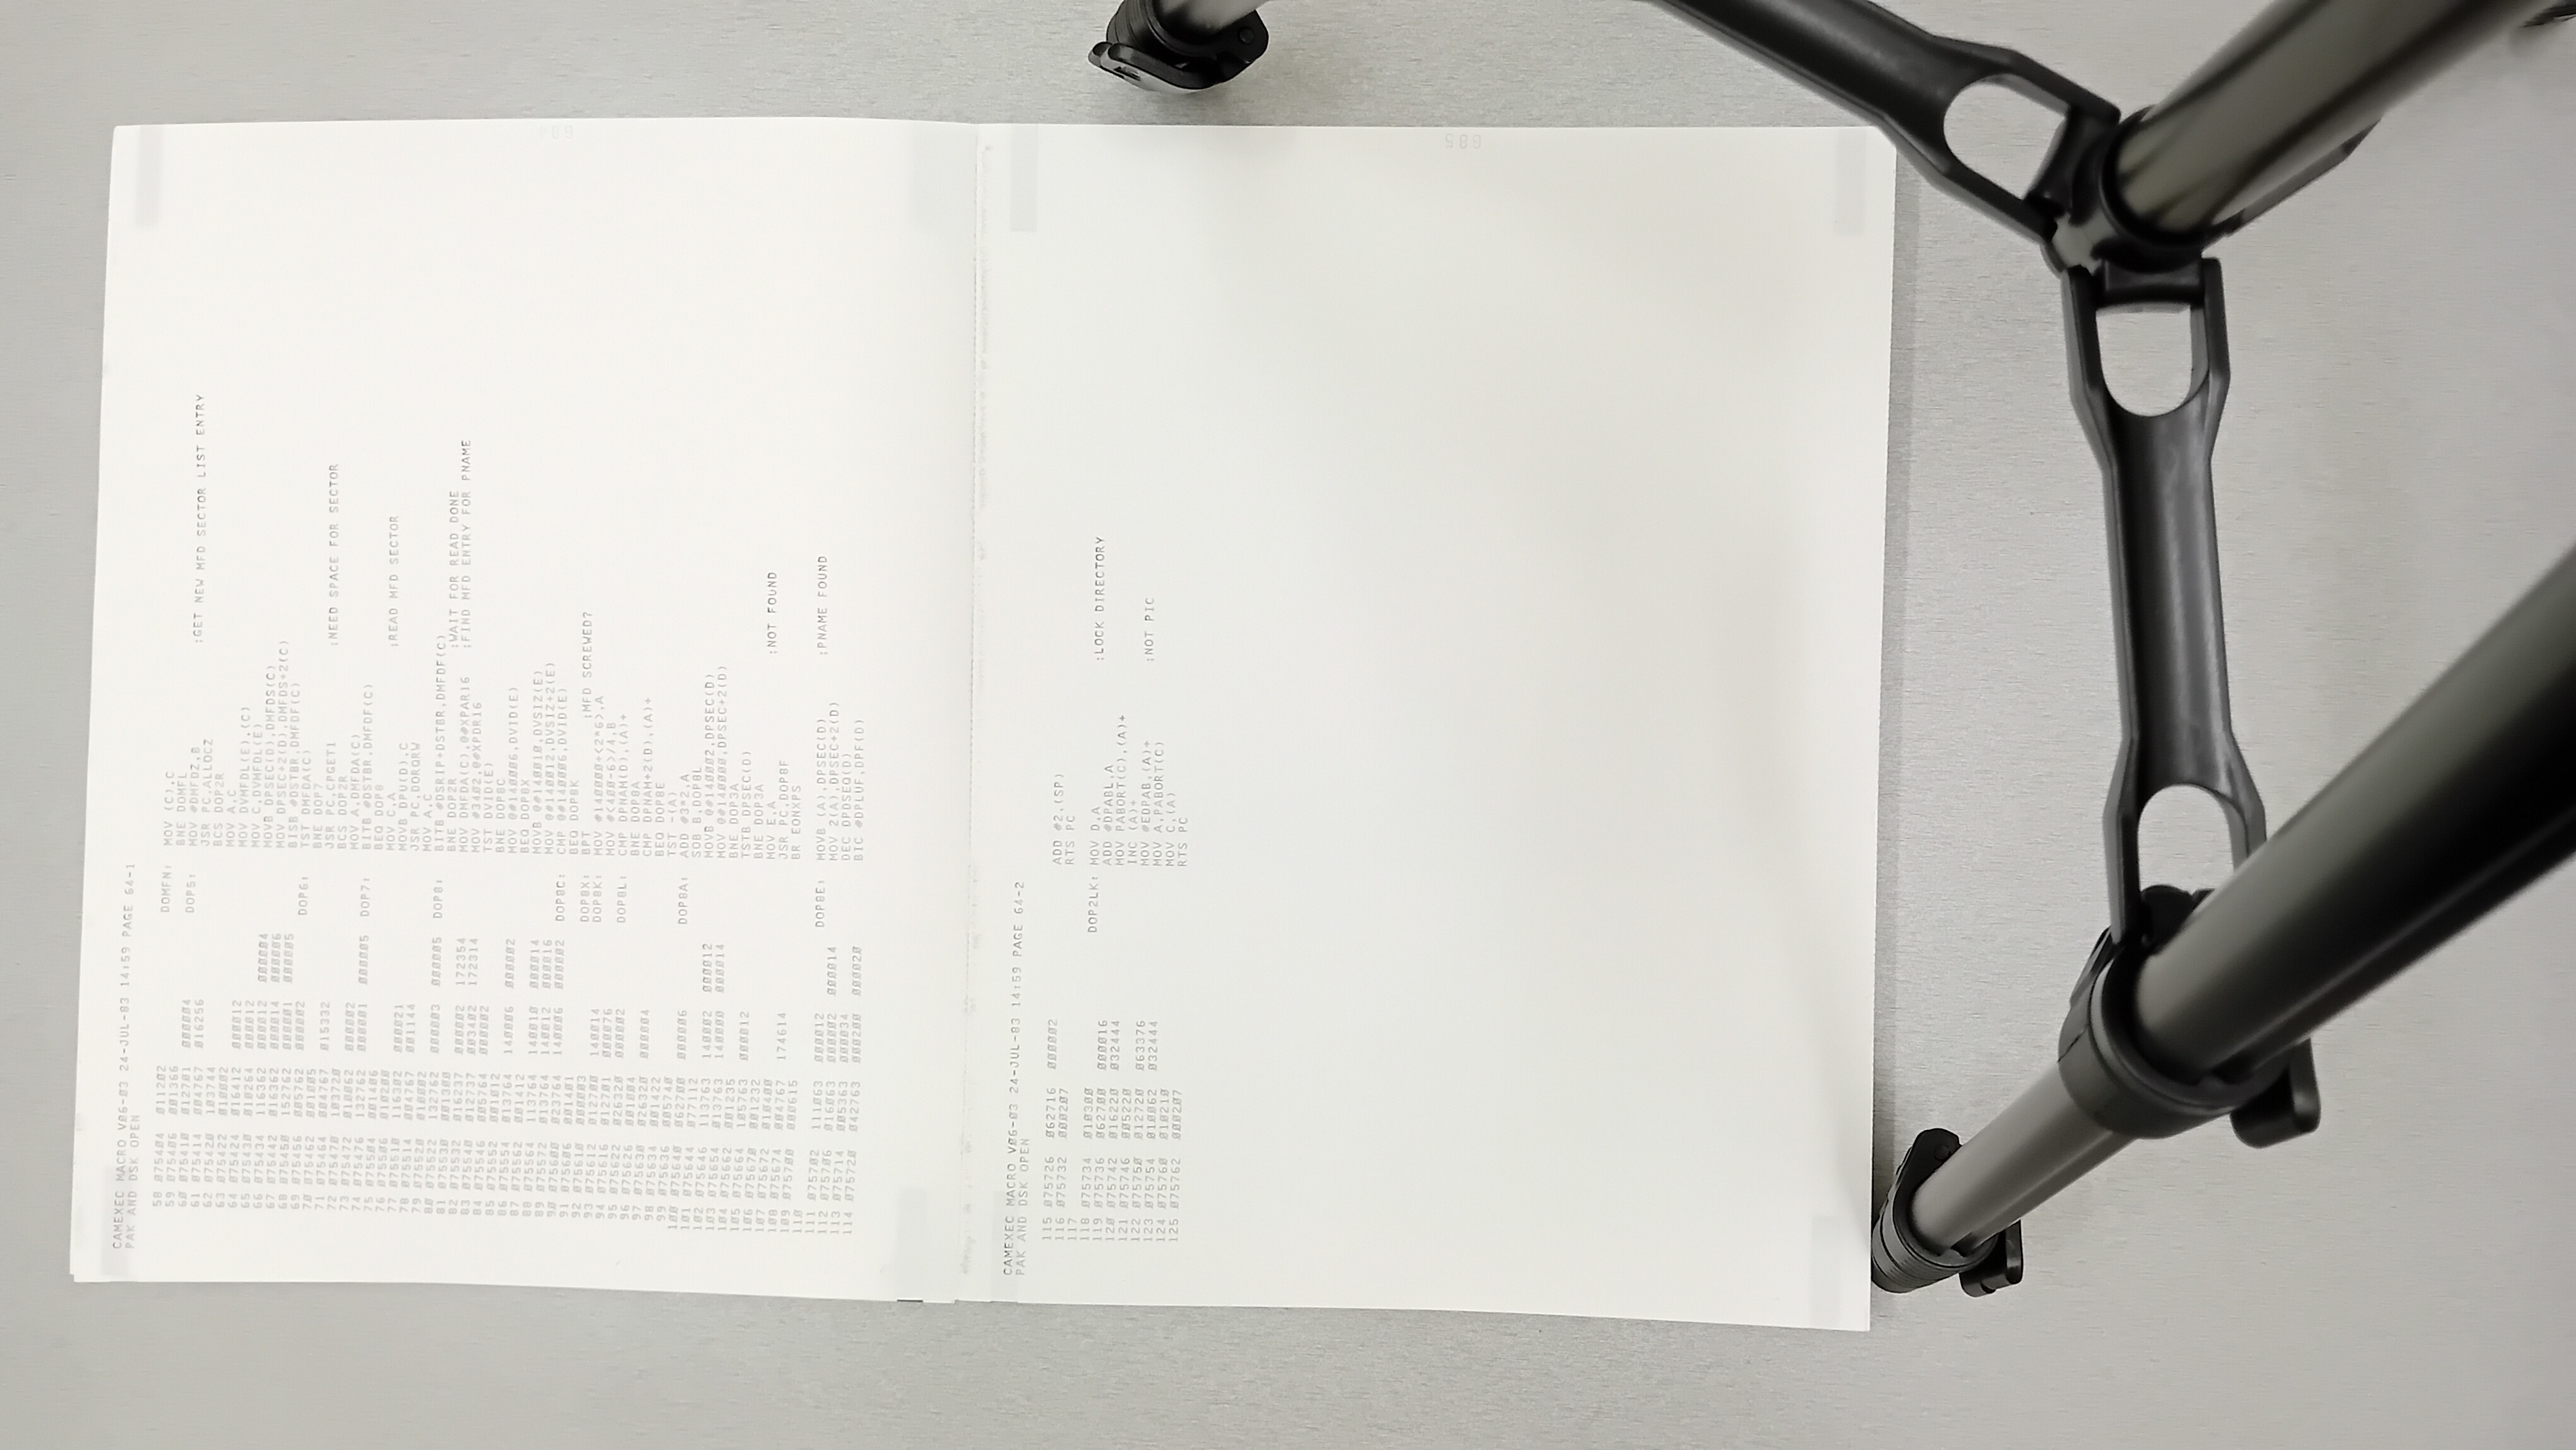 CAMEXEC MACRO VØ6-Ø3 24-JUL-83 14:59 PAGE 64-1
PAK AND DSK OPEN
58 Ø754Ø4 Ø112Ø2 DOMFN: MOV (C),C
59 Ø754Ø6 ØØ1366 BNE DOMFL
6Ø Ø7541Ø Ø127Ø1 ØØØØØ4 DOP5: MOV #DMFDZ,B ;GET NEW MFD SECTOR LIST ENTRY
61 Ø75414 ØØ4767 Ø16256 JSR PC,ALLOCZ
62 Ø7542Ø 1Ø3744 BCS DOP2R
63 Ø75422 Ø1ØØØ2 MOV A,C
64 Ø75424 Ø16412 ØØØØ12 MOV DVMFDL(E),(C)
65 Ø7543Ø Ø1Ø264 ØØØØ12 MOV C,DVMFDL(E)
66 Ø75434 116362 ØØØØ12 ØØØØØ4 MOVB DPSEC(D),DMFDS(C)
67 Ø75442 Ø16362 ØØØØ14 ØØØØØ6 MOV DPSEC+2(D),DMFDS+2(C)
68 Ø7545Ø 152762 ØØØØØ1 ØØØØØ5 BISB #DSTBR,DMFDF(C)
69 Ø75456 ØØ5762 ØØØØØ2 DOP6: TST DMFDA(C)
7Ø Ø75462 ØØ1ØØ5 BNE DOP7
71 Ø75464 ØØ4767 Ø15332 JSR PC,CPGET1 ;NEED SPACE FOR SECTOR
72 Ø7547Ø 1Ø372Ø BCS DOP2R
73 Ø75472 Ø1ØØ62 ØØØØØ2 MOV A,DMFDA(C)
74 Ø75476 132762 ØØØØØ1 ØØØØØ5 DOP7: BITB #DSTBR,DMFDF(C)
75 Ø755Ø4 ØØ14Ø6 BEQ DOP8
76 Ø755Ø6 Ø1Ø2ØØ MOV C,A ;READ MFD SECTOR
77 Ø7551Ø 1163Ø2 ØØØØ21 MOVB DPU(D),C
78 Ø75514 ØØ4767 ØØ1144 JSR PC,DORQRW
79 Ø7552Ø Ø1ØØØ2 MOV A,C
8Ø Ø75522 132762 ØØØØØ3 ØØØØØ5 DOP8: BITB #DSRIP+DSTBR,DMFDF(C)
81 Ø7553Ø ØØ13ØØ BNE DOP2R ;WAIT FOR READ DONE
82 Ø75532 Ø16237 ØØØØØ2 172354 MOV DMFDA(C),@#XPAR16 ;FIND MFD ENTRY FOR PNAME
83 Ø7554Ø Ø12737 ØØ34Ø2 172314 MOV #34Ø2,@#XPDR16
84 Ø75546 ØØ5764 ØØØØØ2 TST DVID(E)
85 Ø75552 ØØ1Ø12 BNE DOP8C
86 Ø75554 Ø13764 14ØØØ6 ØØØØØ2 MOV @#14ØØØ6,DVID(E)
87 Ø75562 ØØ1412 BEQ DOP8X
88 Ø75564 113764 14ØØ1Ø ØØØØ14 MOVB @#14ØØ1Ø,DVSIZ(E)
89 Ø75572 Ø13764 14ØØ12 ØØØØ16 MOV @#14ØØ12,DVSIZ+2(E)
9Ø Ø756ØØ Ø23764 14ØØØ6 ØØØØØ2 DOP8C: CMP @#14ØØØ6,DVID(E)
91 Ø756Ø6 ØØ14Ø1 BEQ DOP8K
92 Ø7561Ø ØØØØØ3 DOP8X: BPT ;MFD SCREWED?
93 Ø75612 Ø127ØØ 14ØØ14 DOP8K: MOV #14ØØØØ+<2*6>,A
94 Ø75616 Ø127Ø1 ØØØØ76 MOV #<4ØØ-6>/4,B
95 Ø75622 Ø2632Ø ØØØØØ2 DOP8L: CMP DPNAM(D),(A)+
96 Ø75626 ØØ1ØØ4 BNE DOP8A
97 Ø7563Ø Ø2632Ø ØØØØØ4 CMP DPNAM+2(D),(A)+
98 Ø75634 ØØ1422 BEQ DOP8E
99 Ø75636 ØØ574Ø TST -(A)
1ØØ Ø7564Ø Ø627ØØ ØØØØØ6 DOP8A: ADD #3*2,A
1Ø1 Ø75644 Ø77112 SOB B,DOP8L
1Ø2 Ø75646 113763 14ØØØ2 ØØØØ12 MOVB @#14ØØØ2,DPSEC(D)
1Ø3 Ø75654 Ø13763 14ØØØØ ØØØØ14 MOV @#14ØØØØ,DPSEC+2(D)
1Ø4 Ø75662 ØØ1235 BNE DOP3A
1Ø5 Ø75664 1Ø5763 ØØØØ12 TSTB DPSEC(D)
1Ø6 Ø7567Ø ØØ1232 BNE DOP3A
1Ø7 Ø75672 Ø1Ø4ØØ MOV E,A ;NOT FOUND
1Ø8 Ø75674 ØØ4767 174614 JSR PC,DOP8F
1Ø9 Ø757ØØ ØØØ615 BR EONXPS
11Ø
111 Ø757Ø2 111Ø63 ØØØØ12 DOP8E: MOVB (A),DPSEC(D) ;PNAME FOUND
112 Ø757Ø6 Ø16Ø63 ØØØØØ2 ØØØØ14 MOV 2(A),DPSEC+2(D)
113 Ø75714 ØØ5363 ØØØØ34 DEC DPDSEQ(D)
114 Ø7572Ø Ø42763 ØØØ2ØØ ØØØØ2Ø BIC #DPLUF,DPF(D)
684
CAMEXEC MACRO VØ6-Ø3 24-JUL-83 14:59 PAGE 64-2
PAK AND DSK OPEN
115 Ø75726 Ø62716 ØØØØØ2 ADD #2,(SP)
116 Ø75732 ØØØ2Ø7 RTS PC
117
118 Ø75734 Ø1Ø3ØØ DOP2LK: MOV D,A ;LOCK DIRECTORY
119 Ø75736 Ø627ØØ ØØØØ16 ADD #DPABL,A
12Ø Ø75742 Ø1622Ø Ø32444 MOV PABORT(C),(A)+
121 Ø75746 ØØ522Ø INC (A)+
122 Ø7575Ø Ø1272Ø Ø63376 MOV #EDPAB,(A)+ ;NOT PIC
123 Ø75754 Ø1ØØ62 Ø32444 MOV A,PABORT(C)
124 Ø7576Ø Ø1Ø21Ø MOV C,(A)
125 Ø75762 ØØØ2Ø7 RTS PC
685